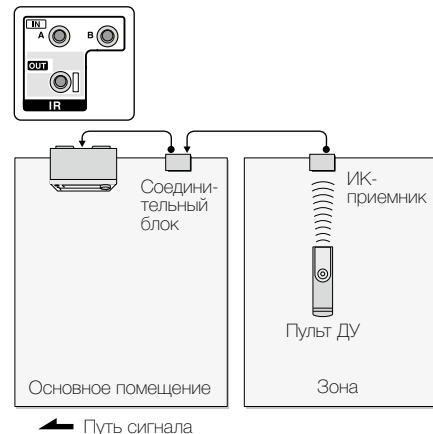 IN
A B
OUT
IR
Соедини-
тельный
блок
ИК-
приемник
Пульт ДУ
Основное помещение
Зона
Путь сигнала